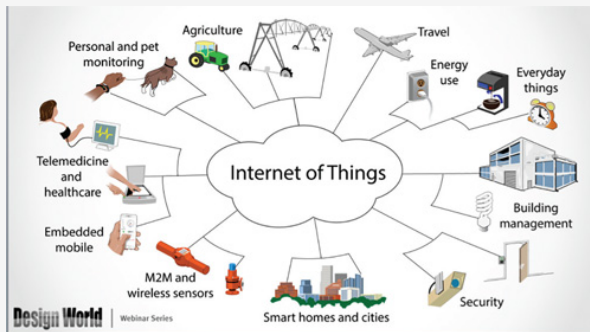 Agriculture
Travel
Personal and pet
monitoring
Energy
use
Everyday
things
Telemedicine
and
healthcare
Internet of Things
Building
management
Embedded
mobile
M2M and
wireless sensors
Smart homes and cities
Security
Design World
Webinar Series